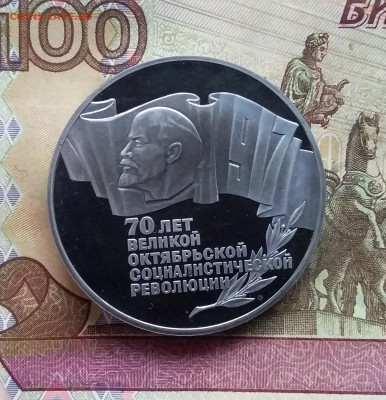 100
1917
70 ЛЕТ
ВЕЛИКОЙ
ОКТЯБРЬСКОЙ
СОЦИАЛИСТИЧЕСКОЙ
РЕВОЛЮЦИИ